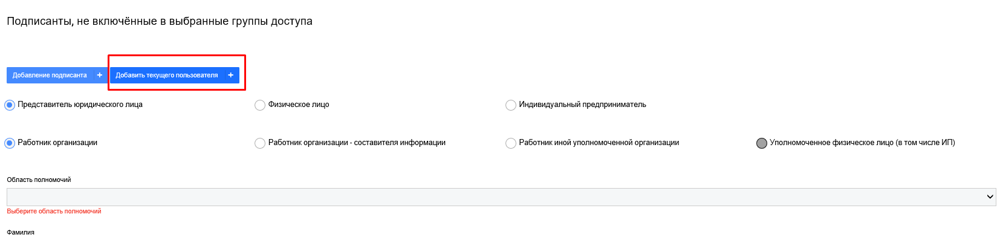 Подписанты, не включённые в выбранные группы доступа
Добавление подписанта + Добавить текущего пользователя +
Представитель юридического лица Физическое лицо Индивидуальный предприниматель
Работник организации Работник организации - составителя информации Работник иной уполномоченной организации Уполномоченное физическое лицо (в том числе ИП)
Область полномочий
Выберите область полномочий
Фамилия